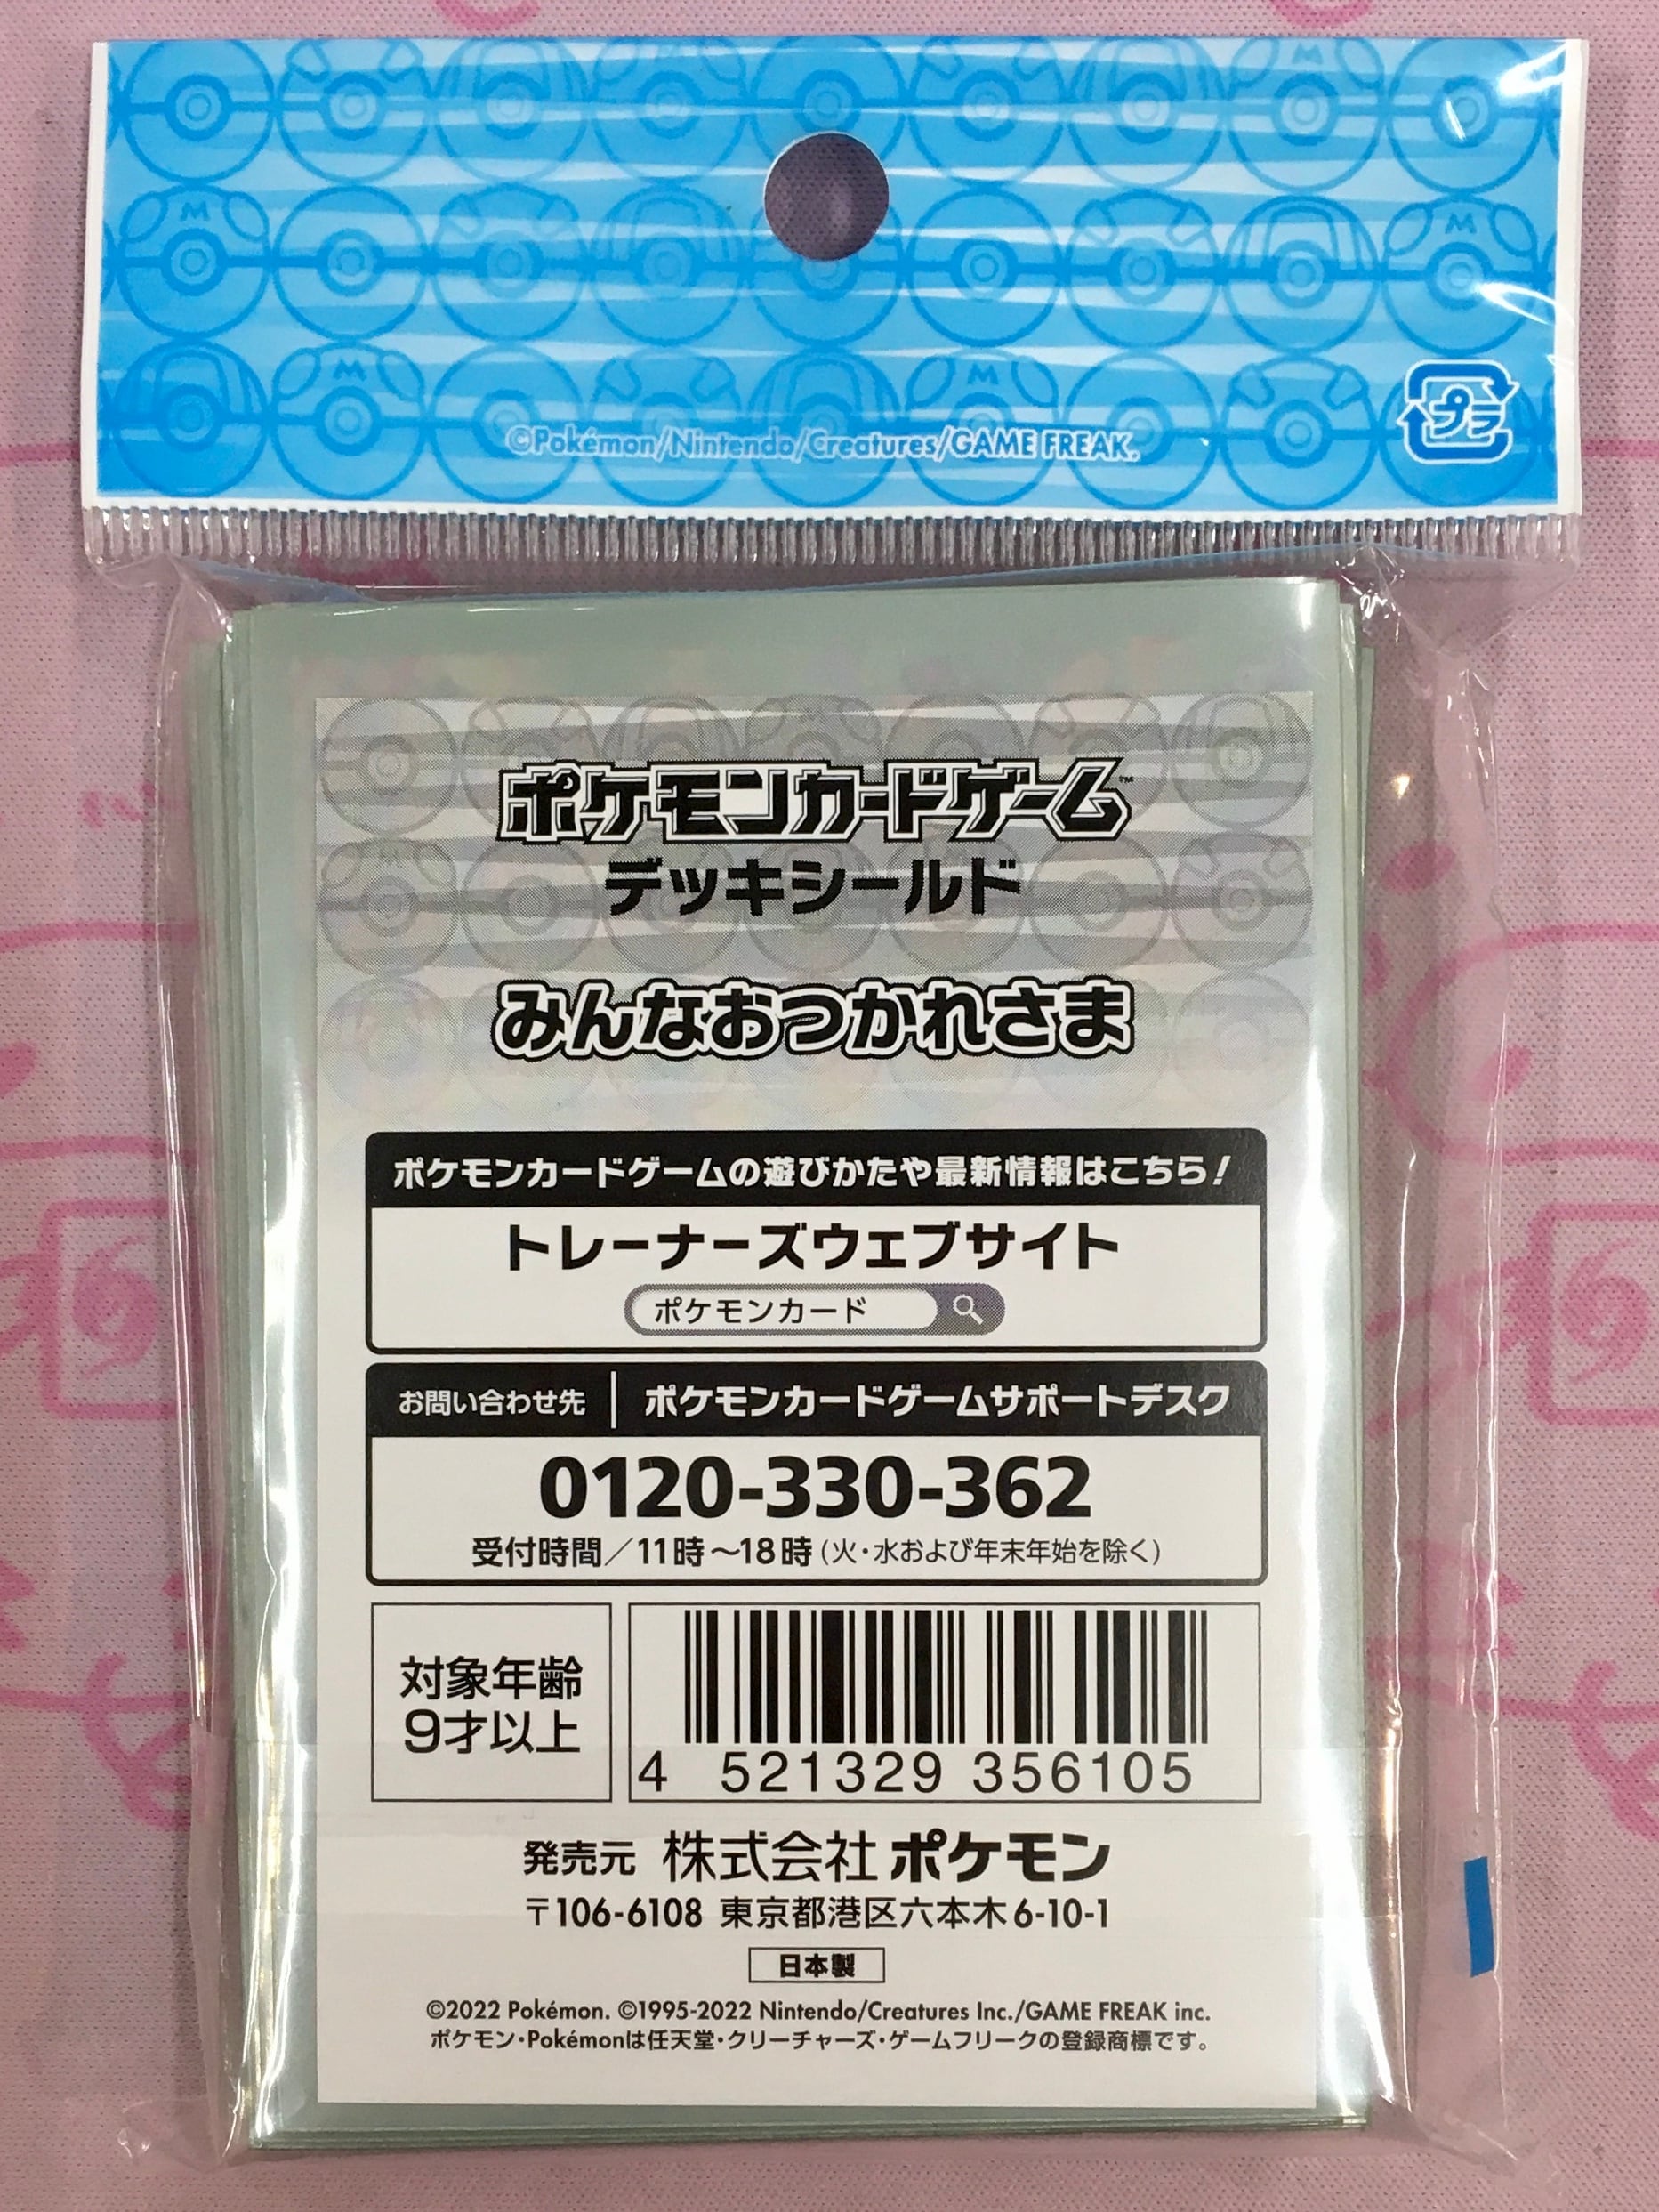 ©Pokémon/Nintendo/Creatures/GAME FREAK.
プラ
ポケモンカードゲーム™
デッキシールド
みんなおつかれさま
ポケモンカードゲームの遊びかたや最新情報はこちら!
トレーナーズウェブサイト
ポケモンカード
お問い合わせ先 | ポケモンカードゲームサポートデスク
0120-330-362
受付時間/11時~18時(火・水および年末年始を除く)
対象年齢
9才以上
4 521329 356105
発売元 株式会社ポケモン
〒106-6108 東京都港区六本木6-10-1
日本製
©2022 Pokémon. ©1995-2022 Nintendo/Creatures Inc./GAME FREAK inc.
ポケモン・Pokémonは任天堂・クリーチャーズ・ゲームフリークの登録商標です。